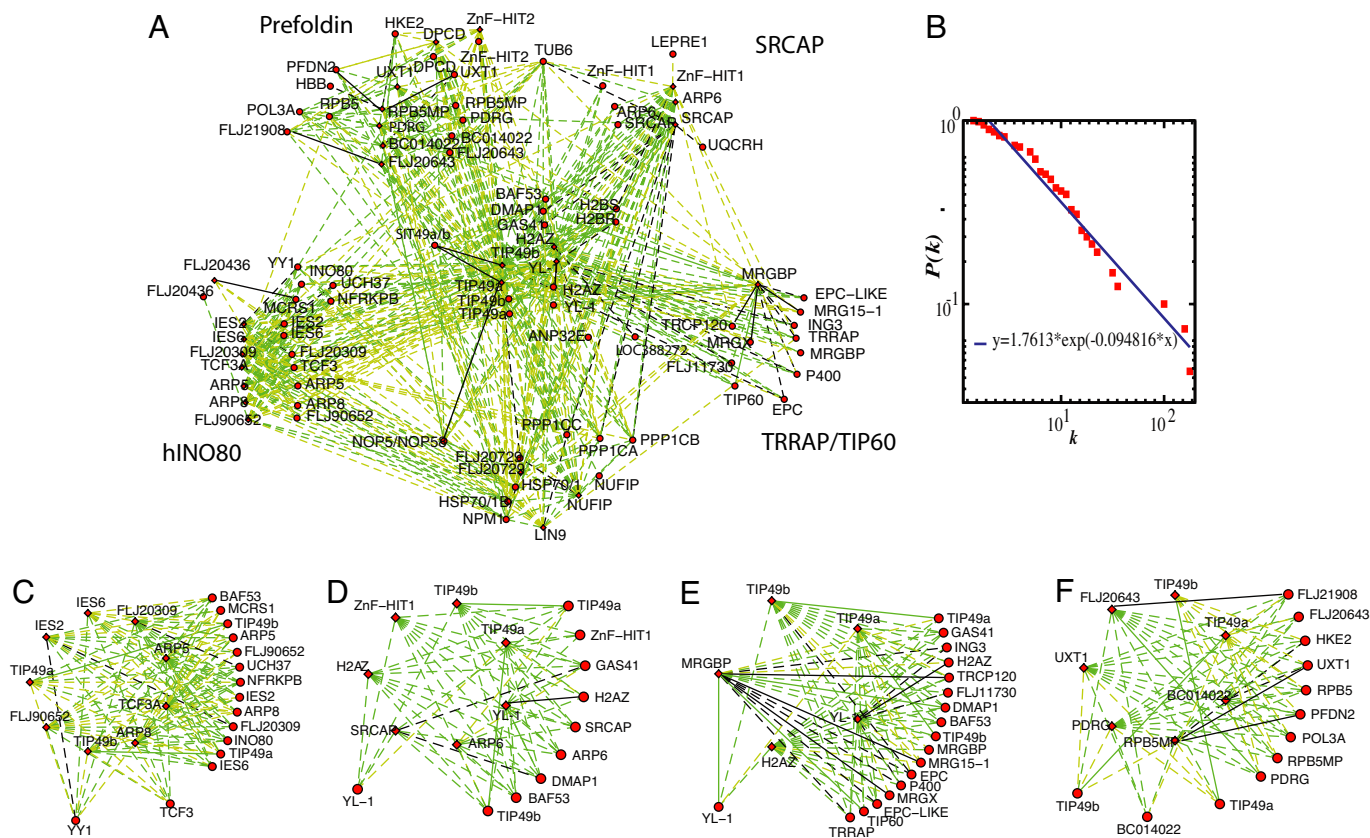 A
Prefoldin
SRCAP
B
HKE2
DPCD
ZnF-HIT2
TUB6
LEPRE1
PFDN2
DPCD
ZnF-HIT2
HBB
UXT1
UXT1
ZnF-HIT1
ZnF-HIT1
POL3A
RPB5
RPB5MP
RPB5MP
ARP6
FLJ21908
PDRG
PDRG
ARP6
SRCAP
SRCAP
BC014022
BC014022
UQCRH
FLJ20643
FLJ20643
BAF53
DMAP1
H2BS
GAS41
H2BR
SIT49a/b
H2AZ
TIP49b
YL-1
FLJ20436
YY1
INO80
UCH37
MRGBP
FLJ20436
NFRKPB
TIP49a
H2AZ
EPC-LIKE
MCRS1
TIP49b
YL-1
MRG15-1
IES2
IES2
TIP49a
TRCP120
ING3
IES6
IES6
ANP32E
MRGX
TRRAP
FLJ20309
FLJ20309
LOC388272
MRGBP
TCF3A
TCF3
FLJ11730
P400
ARP5
ARP5
TIP60
ARP8
ARP8
EPC
FLJ90652
FLJ90652
hINO80
NOP5/NOP58
PPP1CC
PPP1CA
PPP1CB
TRRAP/TIP60
FLJ20729
FLJ20729
HSP70/1
NUFIP
HSP70/1B
NUFIP
NPM1
LIN9
10^0
P(k)
10^-1
y=1.7613*exp(-0.094816*x)
10^1
10^2
k
C
IES6
FLJ20309
BAF53
MCRS1
IES2
TIP49b
ARP5
ARP5
FLJ90652
TIP49a
UCH37
NFRKPB
TCF3A
IES2
FLJ90652
ARP8
FLJ20309
TIP49b
ARP8
INO80
TIP49a
IES6
YY1
TCF3
D
TIP49b
ZnF-HIT1
TIP49a
TIP49a
ZnF-HIT1
H2AZ
GAS41
YL-1
H2AZ
SRCAP
SRCAP
ARP6
ARP6
DMAP1
YL-1
BAF53
TIP49b
E
TIP49b
TIP49a
TIP49a
GAS41
ING3
MRGBP
H2AZ
TRCP120
FLJ11730
YL-1
DMAP1
BAF53
TIP49b
H2AZ
MRGBP
MRG15-1
EPC
P400
MRGX
YL-1
EPC-LIKE
TIP60
TRRAP
F
TIP49b
FLJ20643
FLJ21908
TIP49a
FLJ20643
HKE2
UXT1
UXT1
BC014022
RPB5
PDRG
PFDN2
RPB5MP
POL3A
RPB5MP
PDRG
TIP49b
TIP49a
BC014022